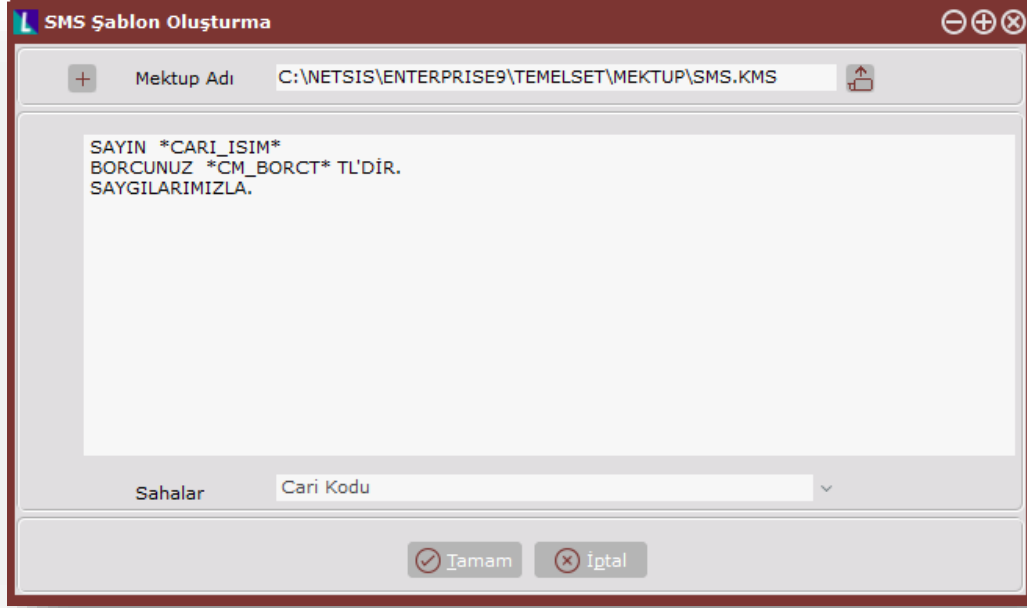 SMS Şablon Oluşturma
Mektup Adı C:\NETSIS\ENTERPRISE9\TEMELSET\MEKTUP\SMS.KMS
SAYIN *CARI_ISIM*
BORCUNUZ *CM_BORCT* TL'DİR.
SAYGILARIMIZLA.
Sahalar Cari Kodu
Tamam İptal